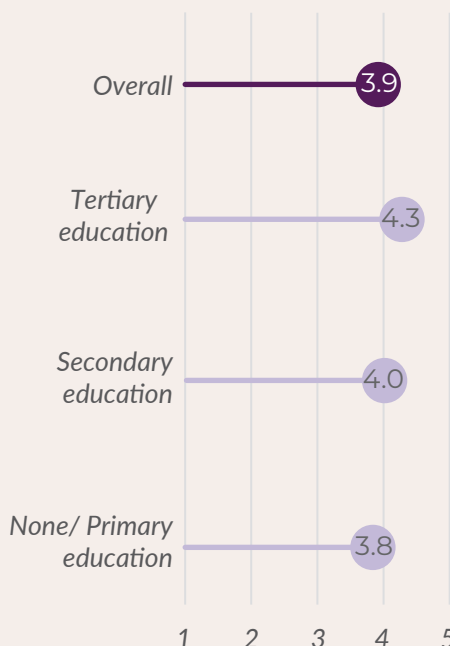 Overall
3.9
Tertiary
education
4.3
Secondary
education
4.0
None/ Primary
education
3.8
1 2 3 4 5